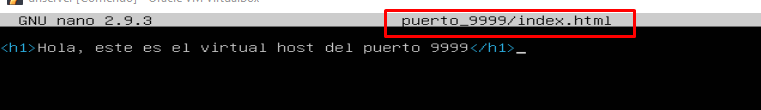 GNU nano 2.9.3 puerto_9999/index.html
<h1>Hola, este es el virtual host del puerto 9999</h1>